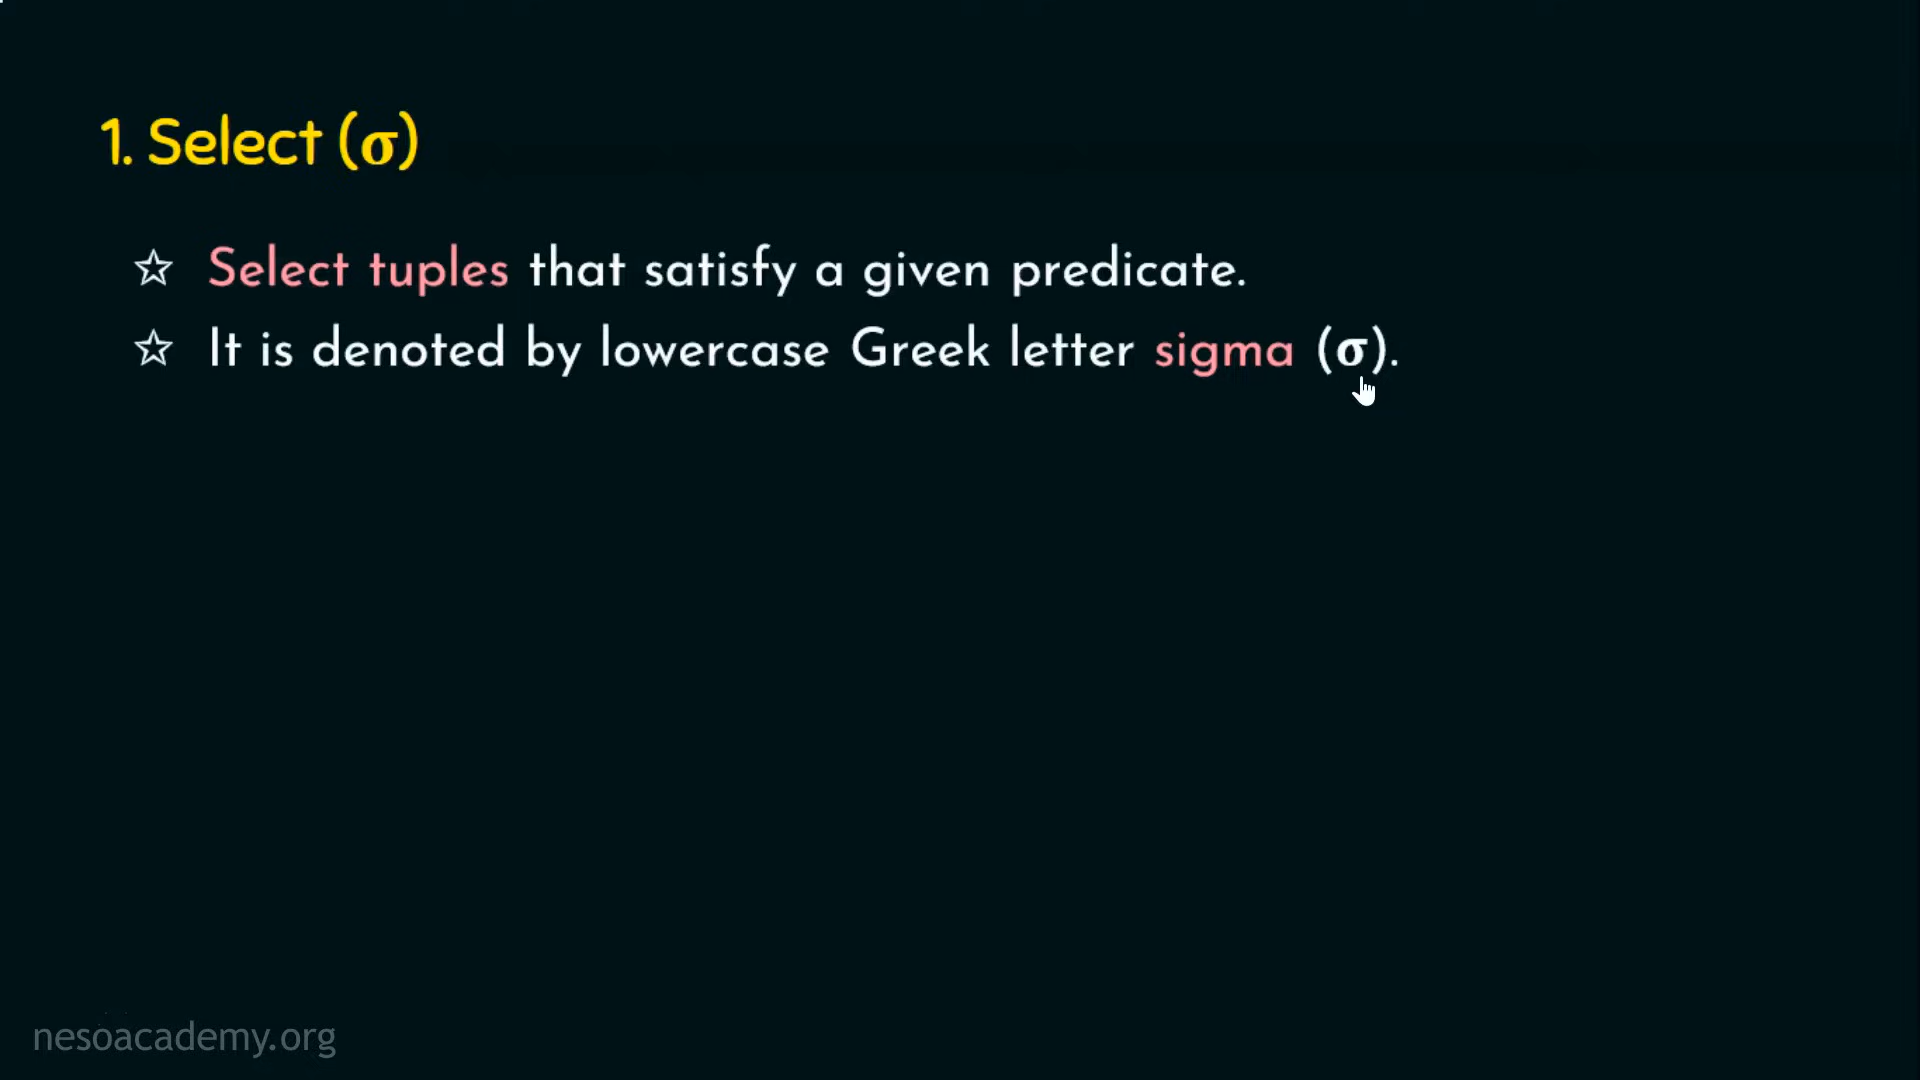 1. Select (σ)
☆ Select tuples that satisfy a given predicate.
☆ It is denoted by lowercase Greek letter sigma (σ).
nesoacademy.org